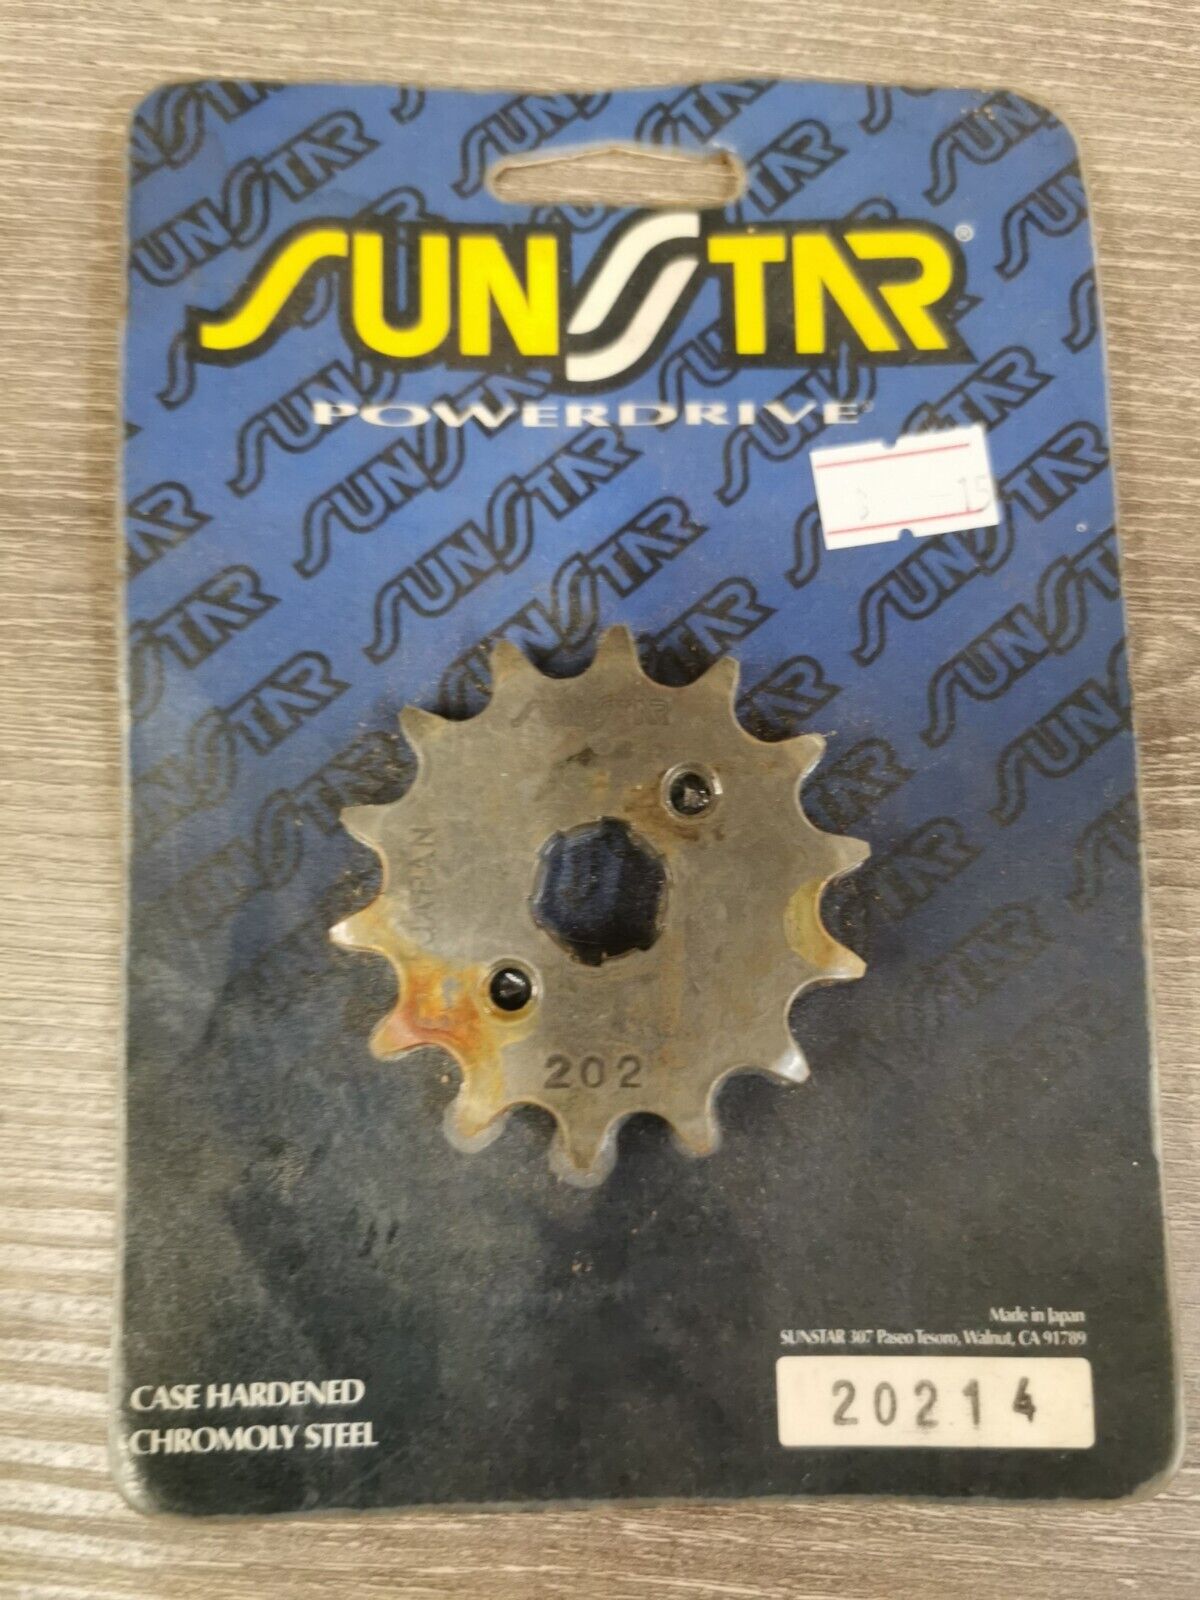 SUNSTAR®
POWERDRIVE
15
SUNSTAR
JAPAN
202
Made in Japan
SUNSTAR 307 Paseo Tesoro, Walnut, CA 91789
20214
CASE HARDENED
CHROMOLY STEEL